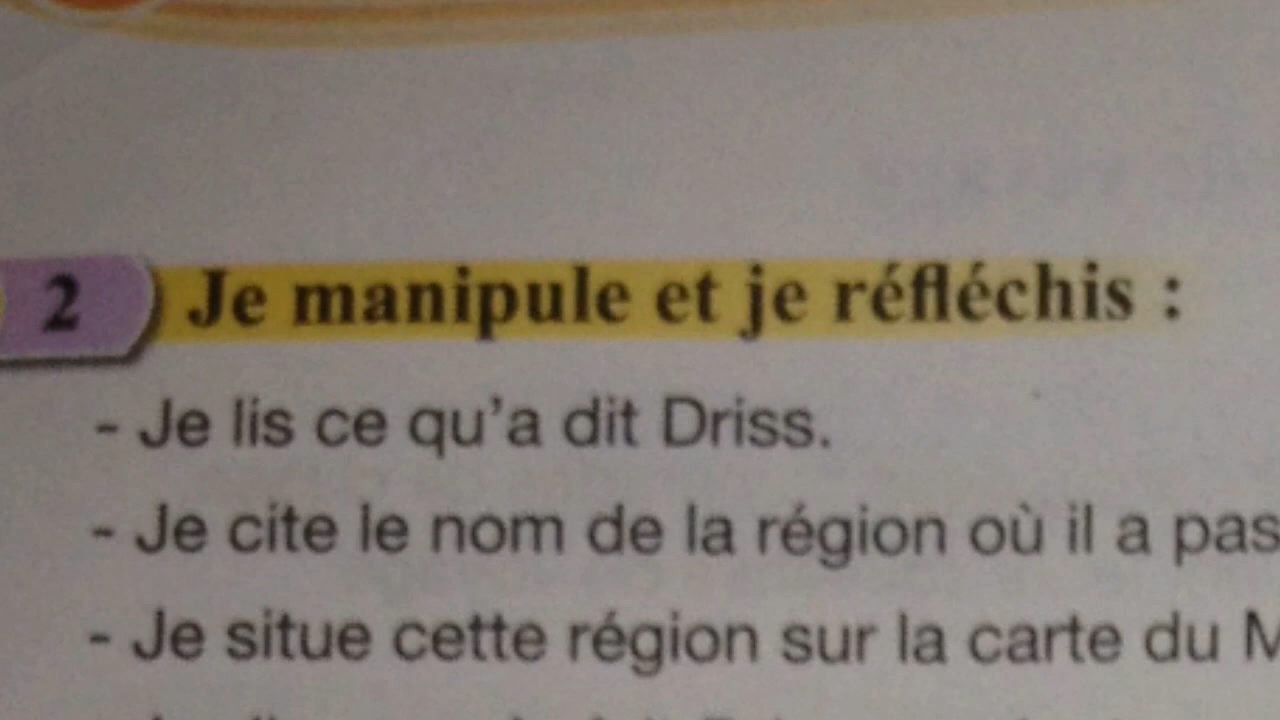 2 Je manipule et je réfléchis :
- Je lis ce qu'a dit Driss.
- Je cite le nom de la région où il a pas
- Je situe cette région sur la carte du M